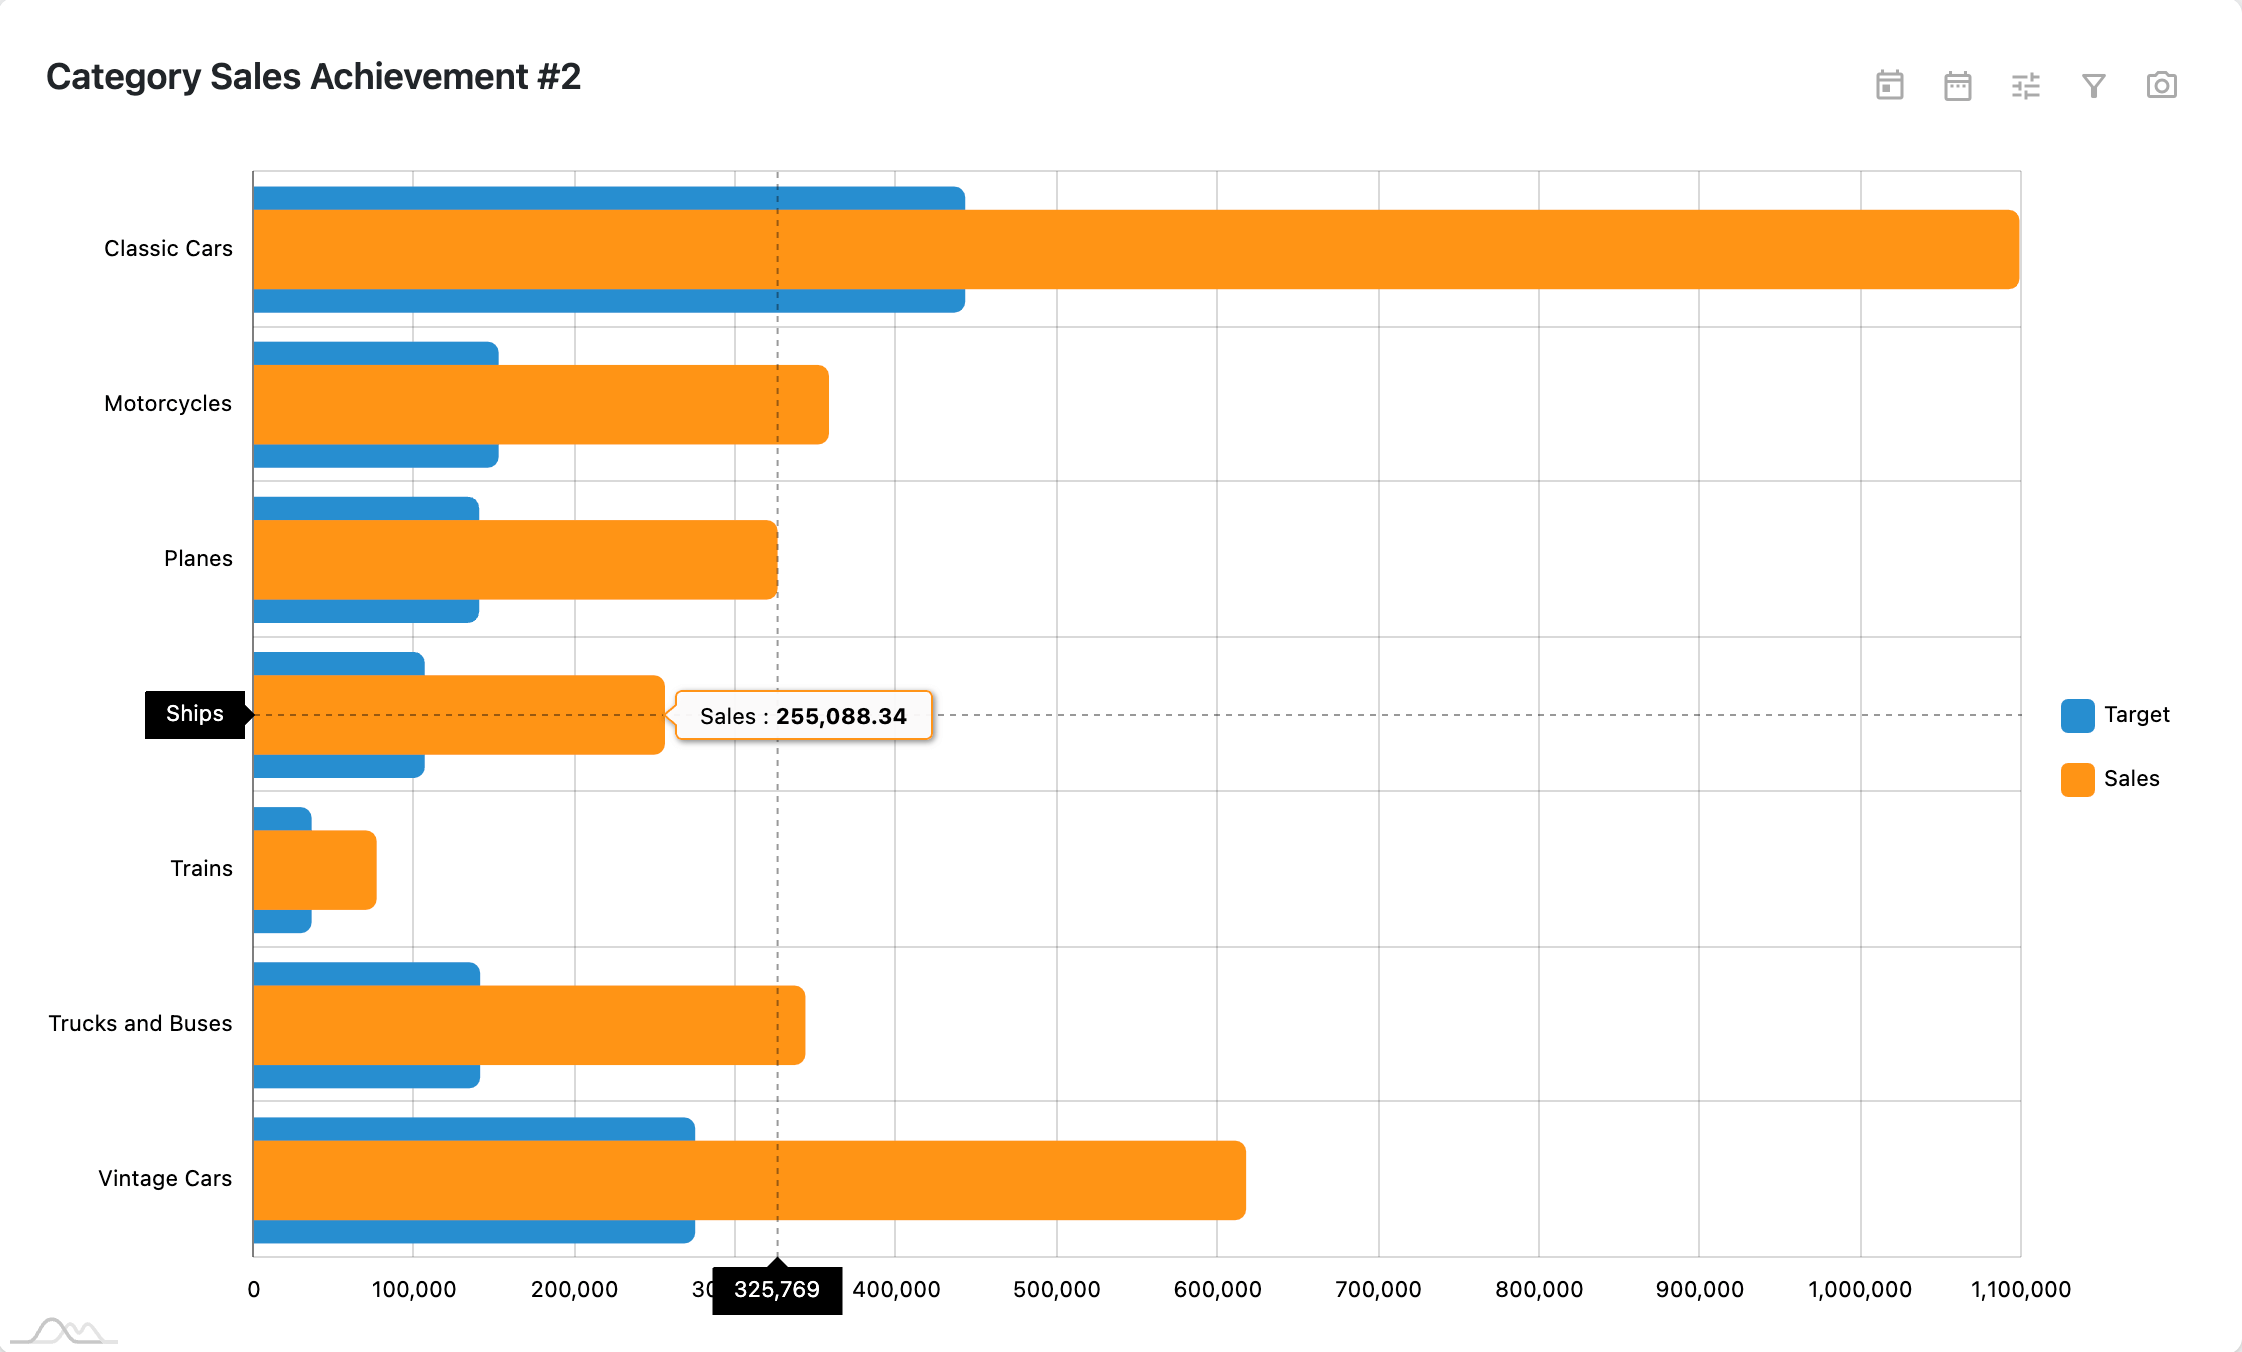 Category Sales Achievement #2
Classic Cars
Motorcycles
Planes
Ships
Sales : 255,088.34
Target
Sales
Trains
Trucks and Buses
Vintage Cars
0 100,000 200,000 30 325,769 400,000 500,000 600,000 700,000 800,000 900,000 1,000,000 1,100,000